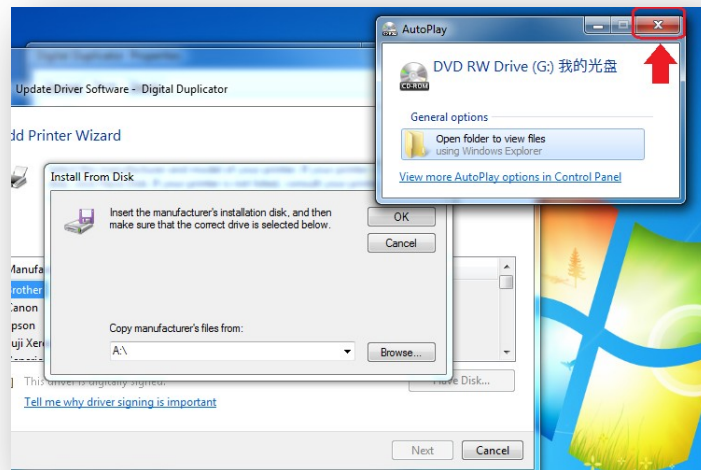 AutoPlay
DVD RW Drive (G:) 我的光盘
CD-ROM
General options
Open folder to view files
using Windows Explorer
View more AutoPlay options in Control Panel
Digital Duplicator Properties
Update Driver Software - Digital Duplicator
dd Printer Wizard
Install From Disk
Insert the manufacturer's installation disk, and then
make sure that the correct drive is selected below.
OK
Cancel
Manufa
rother
Canon
pson
uji Xer
Copy manufacturer's files from:
A:\
Browse...
This driver is digitally signed.
Have Disk...
Tell me why driver signing is important
Next
Cancel